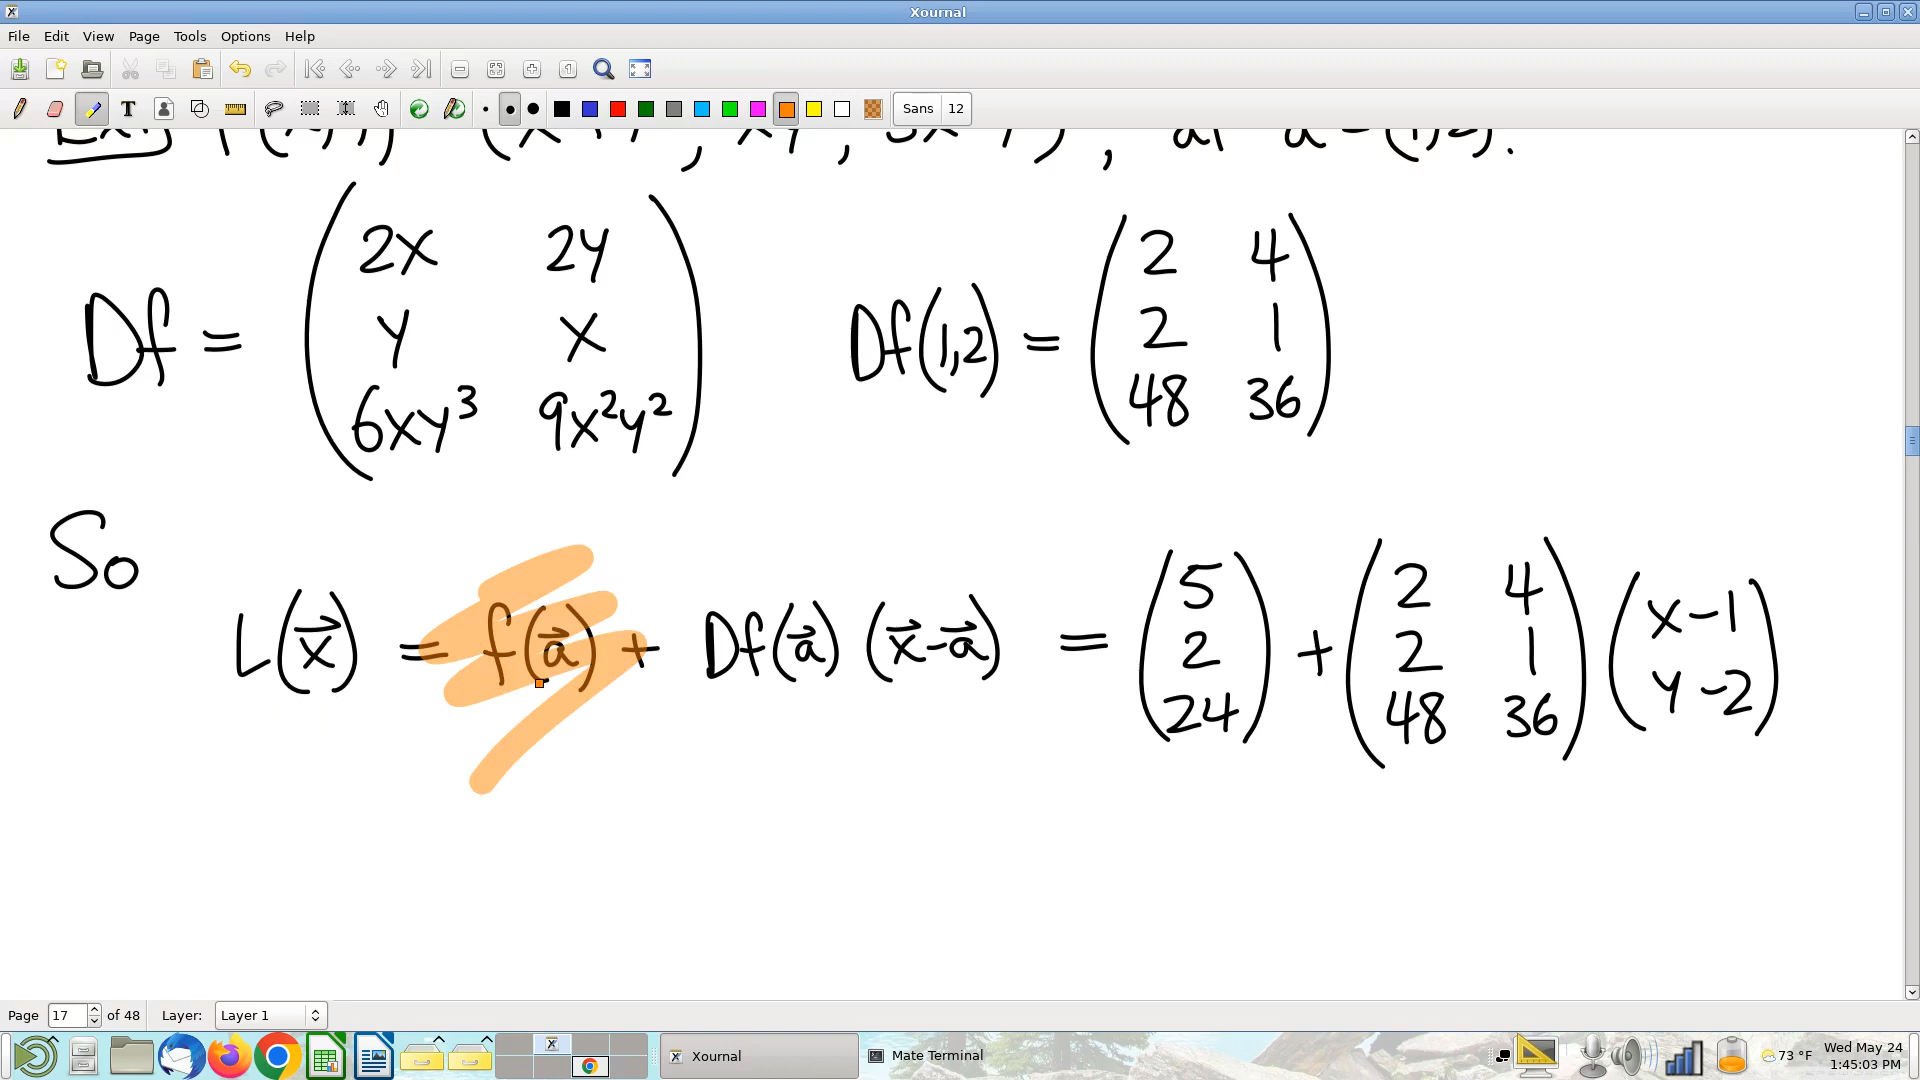 Xournal
File Edit View Page Tools Options Help
Sans 12
Df = ( 2x 2y
y x
6xy³ 9x²y² )
Df(1,2) = ( 2 4
2 1
48 36 )
So
L(x⃗) = f(a⃗) + Df(a⃗) (x⃗-a⃗) = ( 5
2
24 ) + ( 2 4
2 1
48 36 ) ( x-1
y-2 )
Page 17 of 48 Layer: Layer 1
Xournal Mate Terminal 73 °F Wed May 24
1:45:03 PM